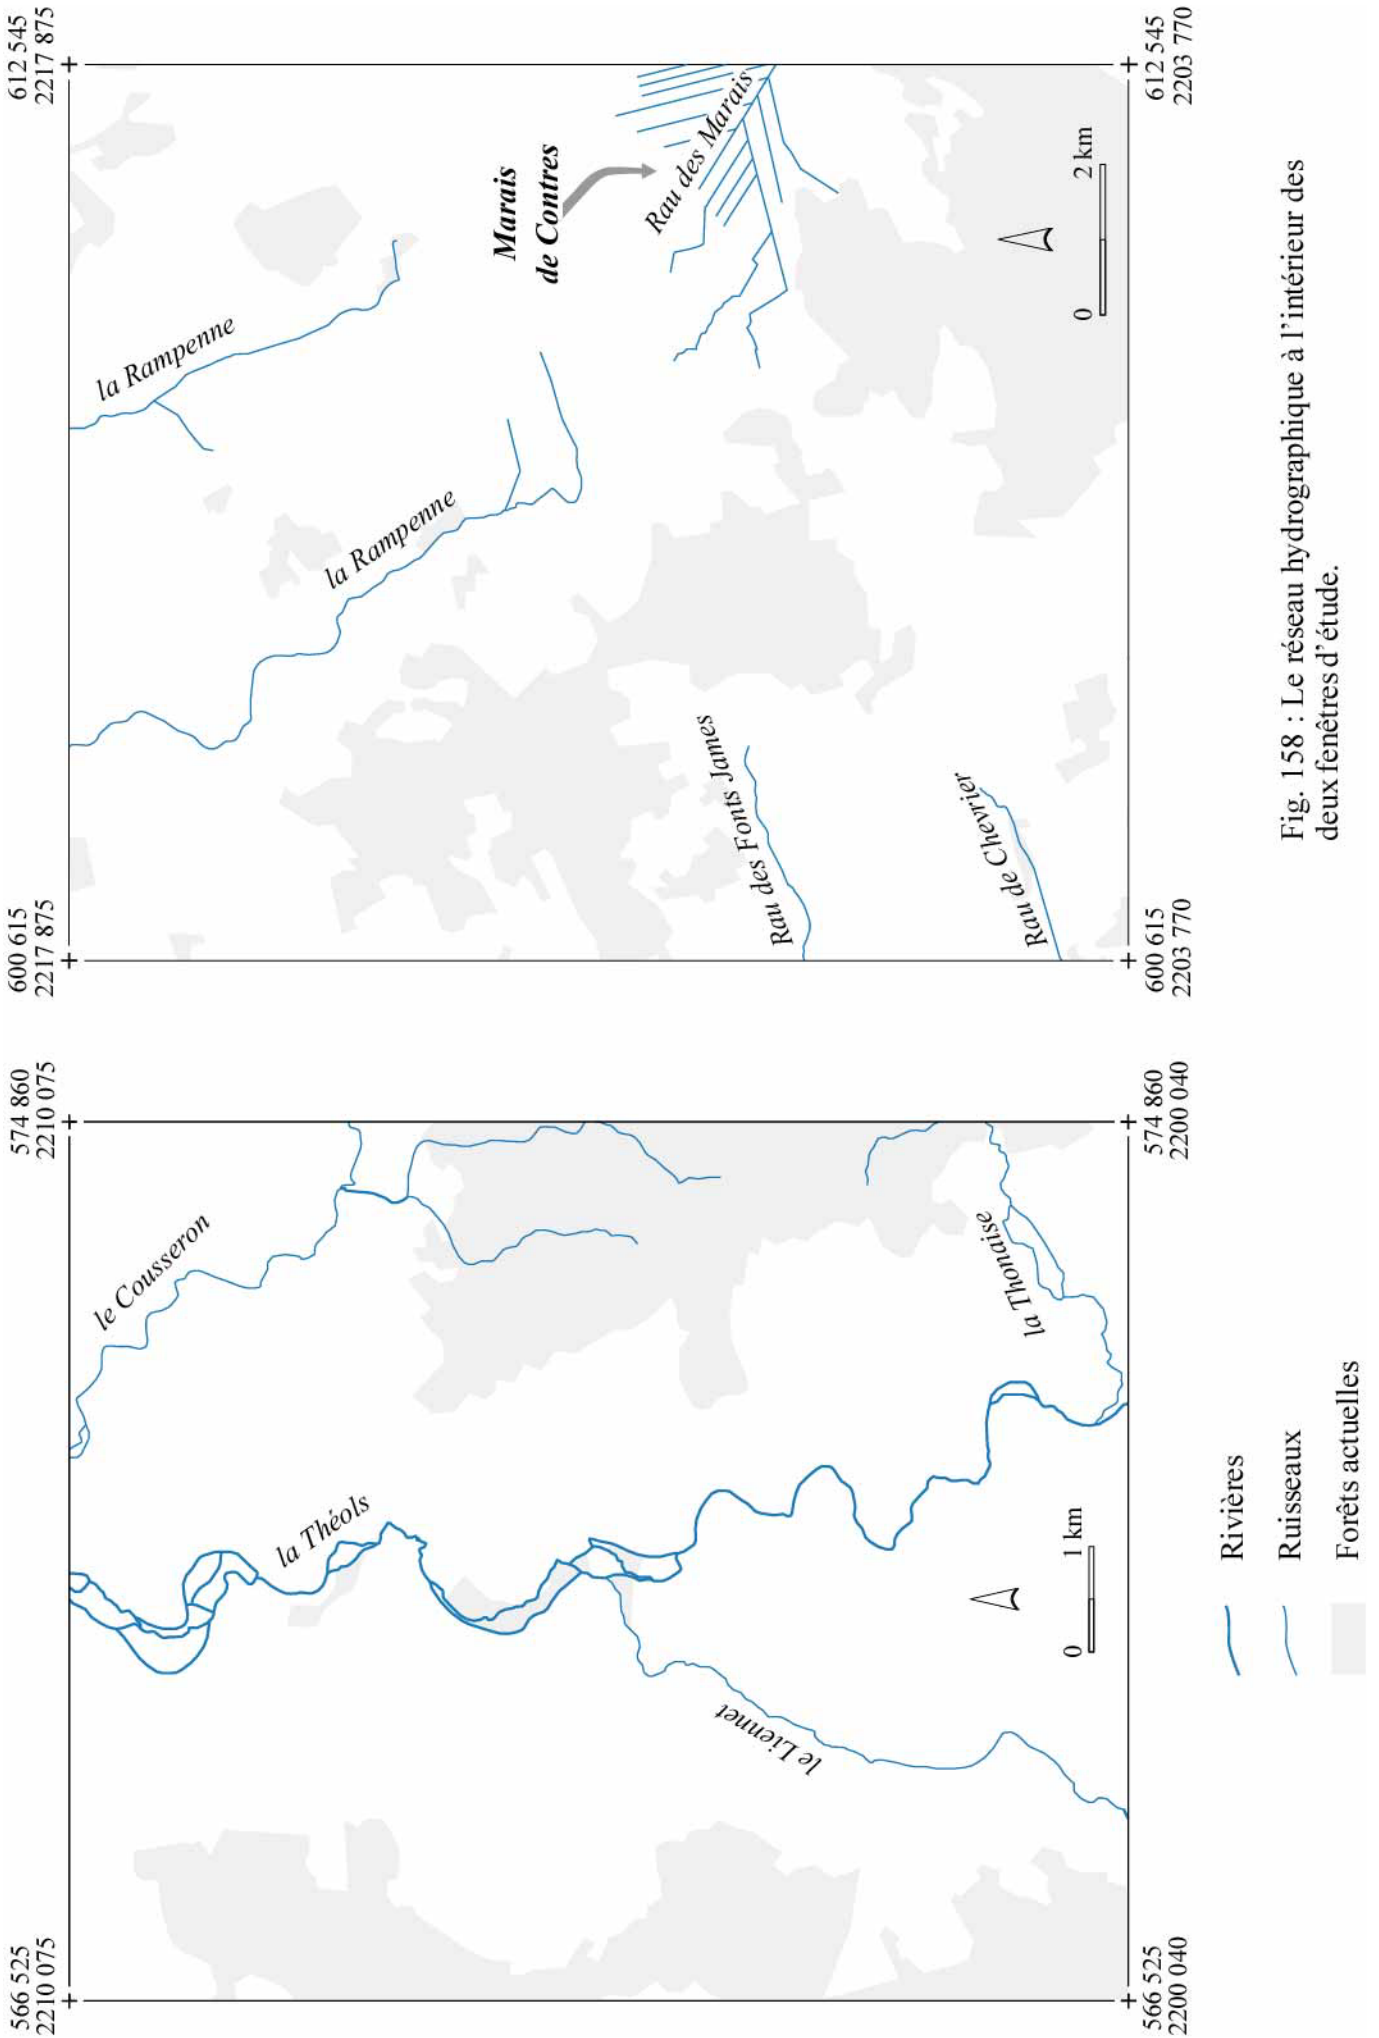 566 525
2210 075
574 860
2210 075
le Cousseron
la Théols
le Liennet
la Thonaise
0 1 km
566 525
2200 040
574 860
2200 040
600 615
2217 875
612 545
2217 875
la Rampenne
la Rampenne
Marais
de Contres
Rau des Marais
Rau des Fonts James
Rau de Chevrier
0 2 km
600 615
2203 770
612 545
2203 770
Rivières
Ruisseaux
Forêts actuelles
Fig. 158 : Le réseau hydrographique à l'intérieur des
deux fenêtres d'étude.